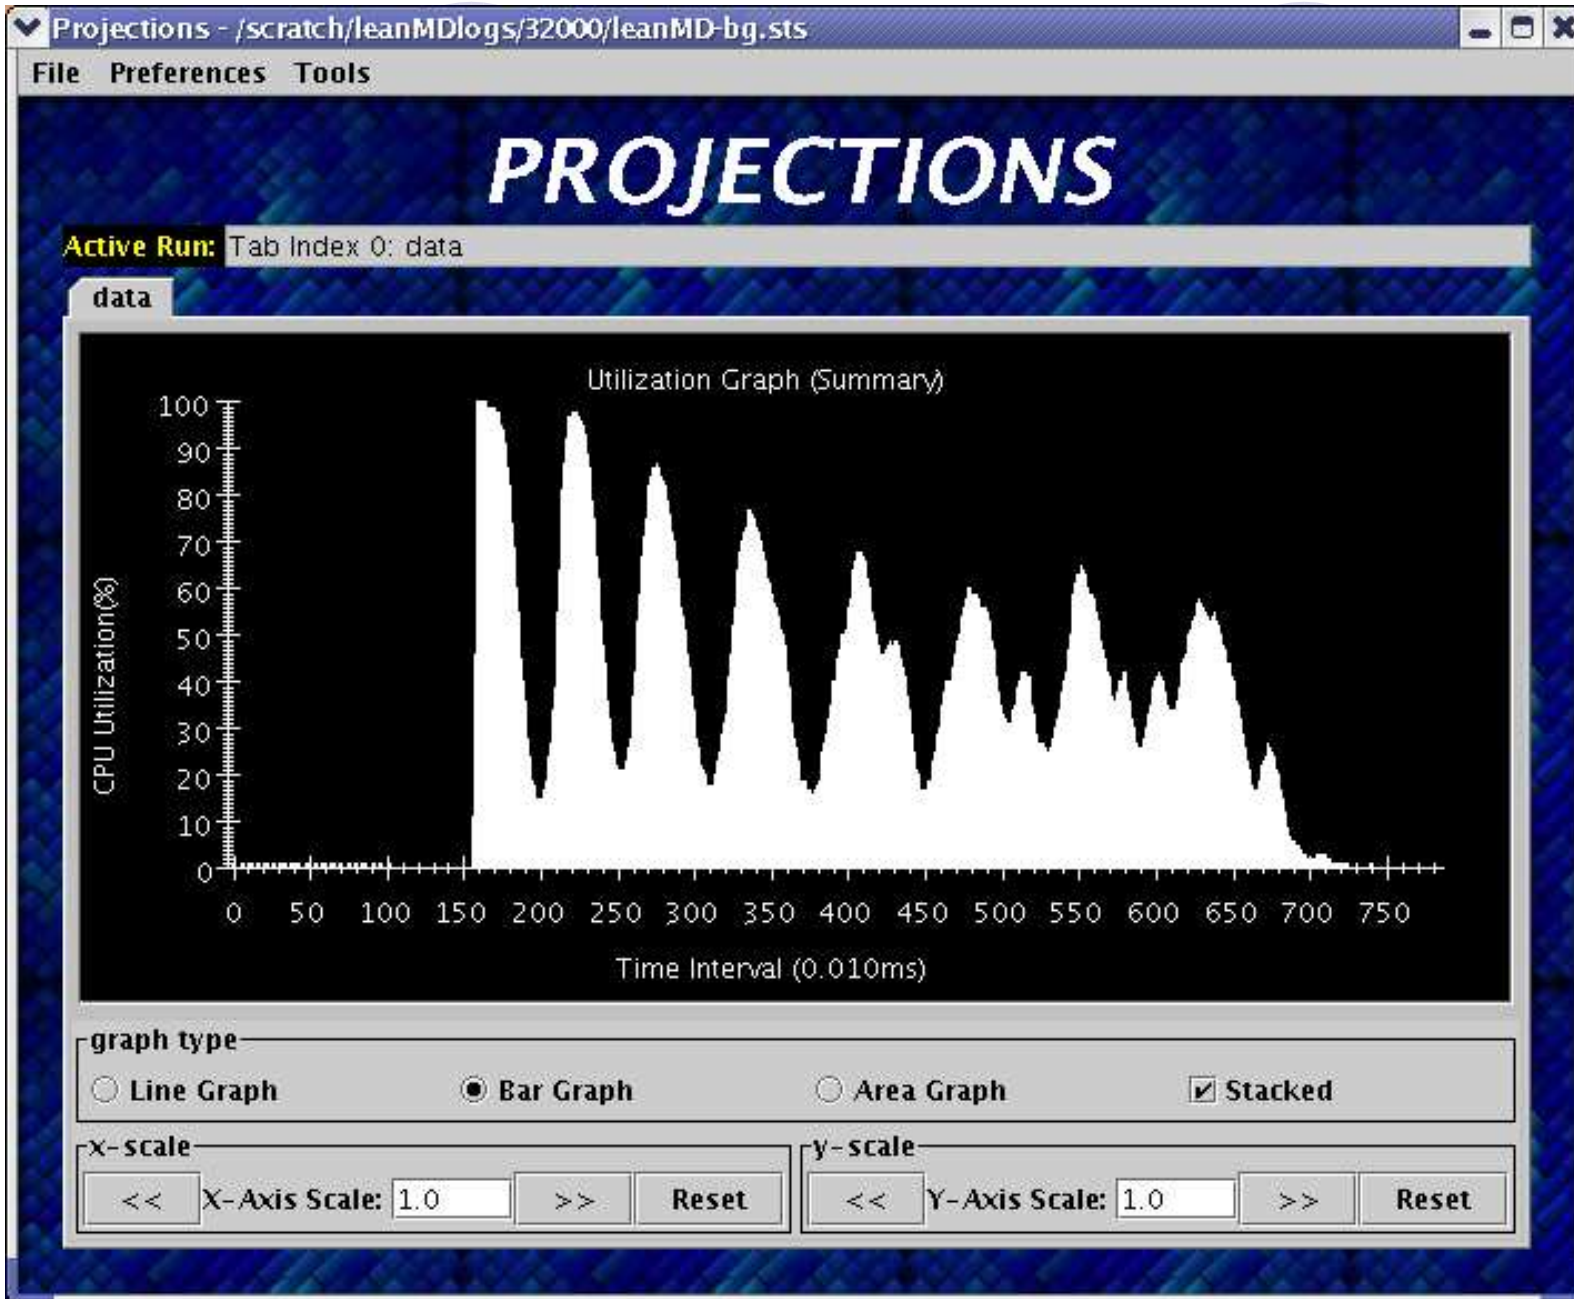 Projections - /scratch/leanMDlogs/32000/leanMD-bg.sts
File Preferences Tools
PROJECTIONS
Active Run: Tab Index 0: data
data
Utilization Graph (Summary)
100
90
80
70
60
50
40
30
20
10
0
CPU Utilization(%)
0 50 100 150 200 250 300 350 400 450 500 550 600 650 700 750
Time Interval (0.010ms)
graph type
Line Graph Bar Graph Area Graph Stacked
x-scale y-scale
<< X-Axis Scale: 1.0 >> Reset << Y-Axis Scale: 1.0 >> Reset